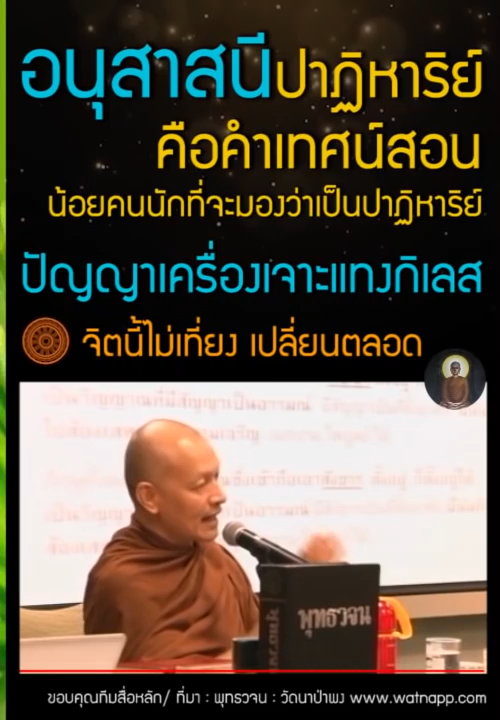 อนุสาสนีปาฏิหาริย์
คือคำเทศน์สอน
น้อยคนนักที่จะมองว่าเป็นปาฏิหาริย์
ปัญญาเครื่องเจาะแทงกิเลส
จิตนี้ไม่เที่ยง เปลี่ยนตลอด
พุทธวจน
ขอบคุณทีมสื่อหลัก/ ที่มา : พุทธวจน : วัดนาป่าพง www.watnapp.com